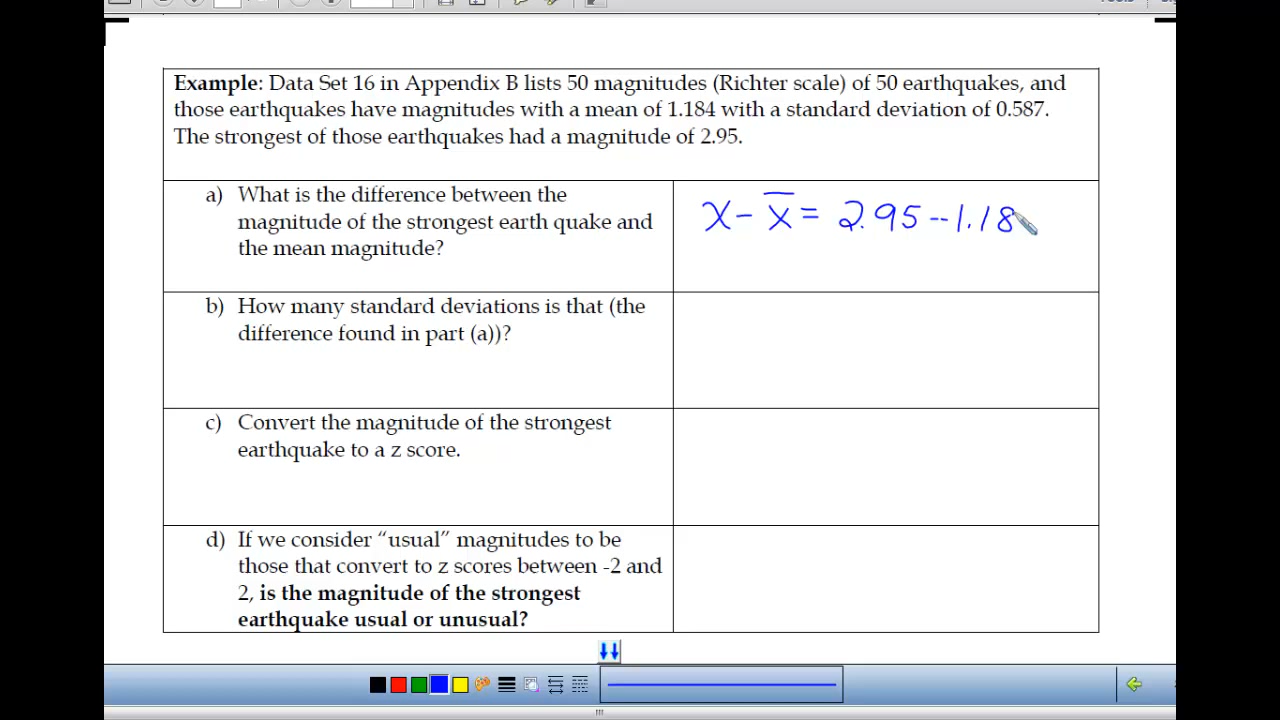 Example: Data Set 16 in Appendix B lists 50 magnitudes (Richter scale) of 50 earthquakes, and
those earthquakes have magnitudes with a mean of 1.184 with a standard deviation of 0.587.
The strongest of those earthquakes had a magnitude of 2.95.
a) What is the difference between the
magnitude of the strongest earth quake and
the mean magnitude?
x - x̅ = 2.95 -- 1.18
b) How many standard deviations is that (the
difference found in part (a))?
c) Convert the magnitude of the strongest
earthquake to a z score.
d) If we consider “usual” magnitudes to be
those that convert to z scores between -2 and
2, is the magnitude of the strongest
earthquake usual or unusual?